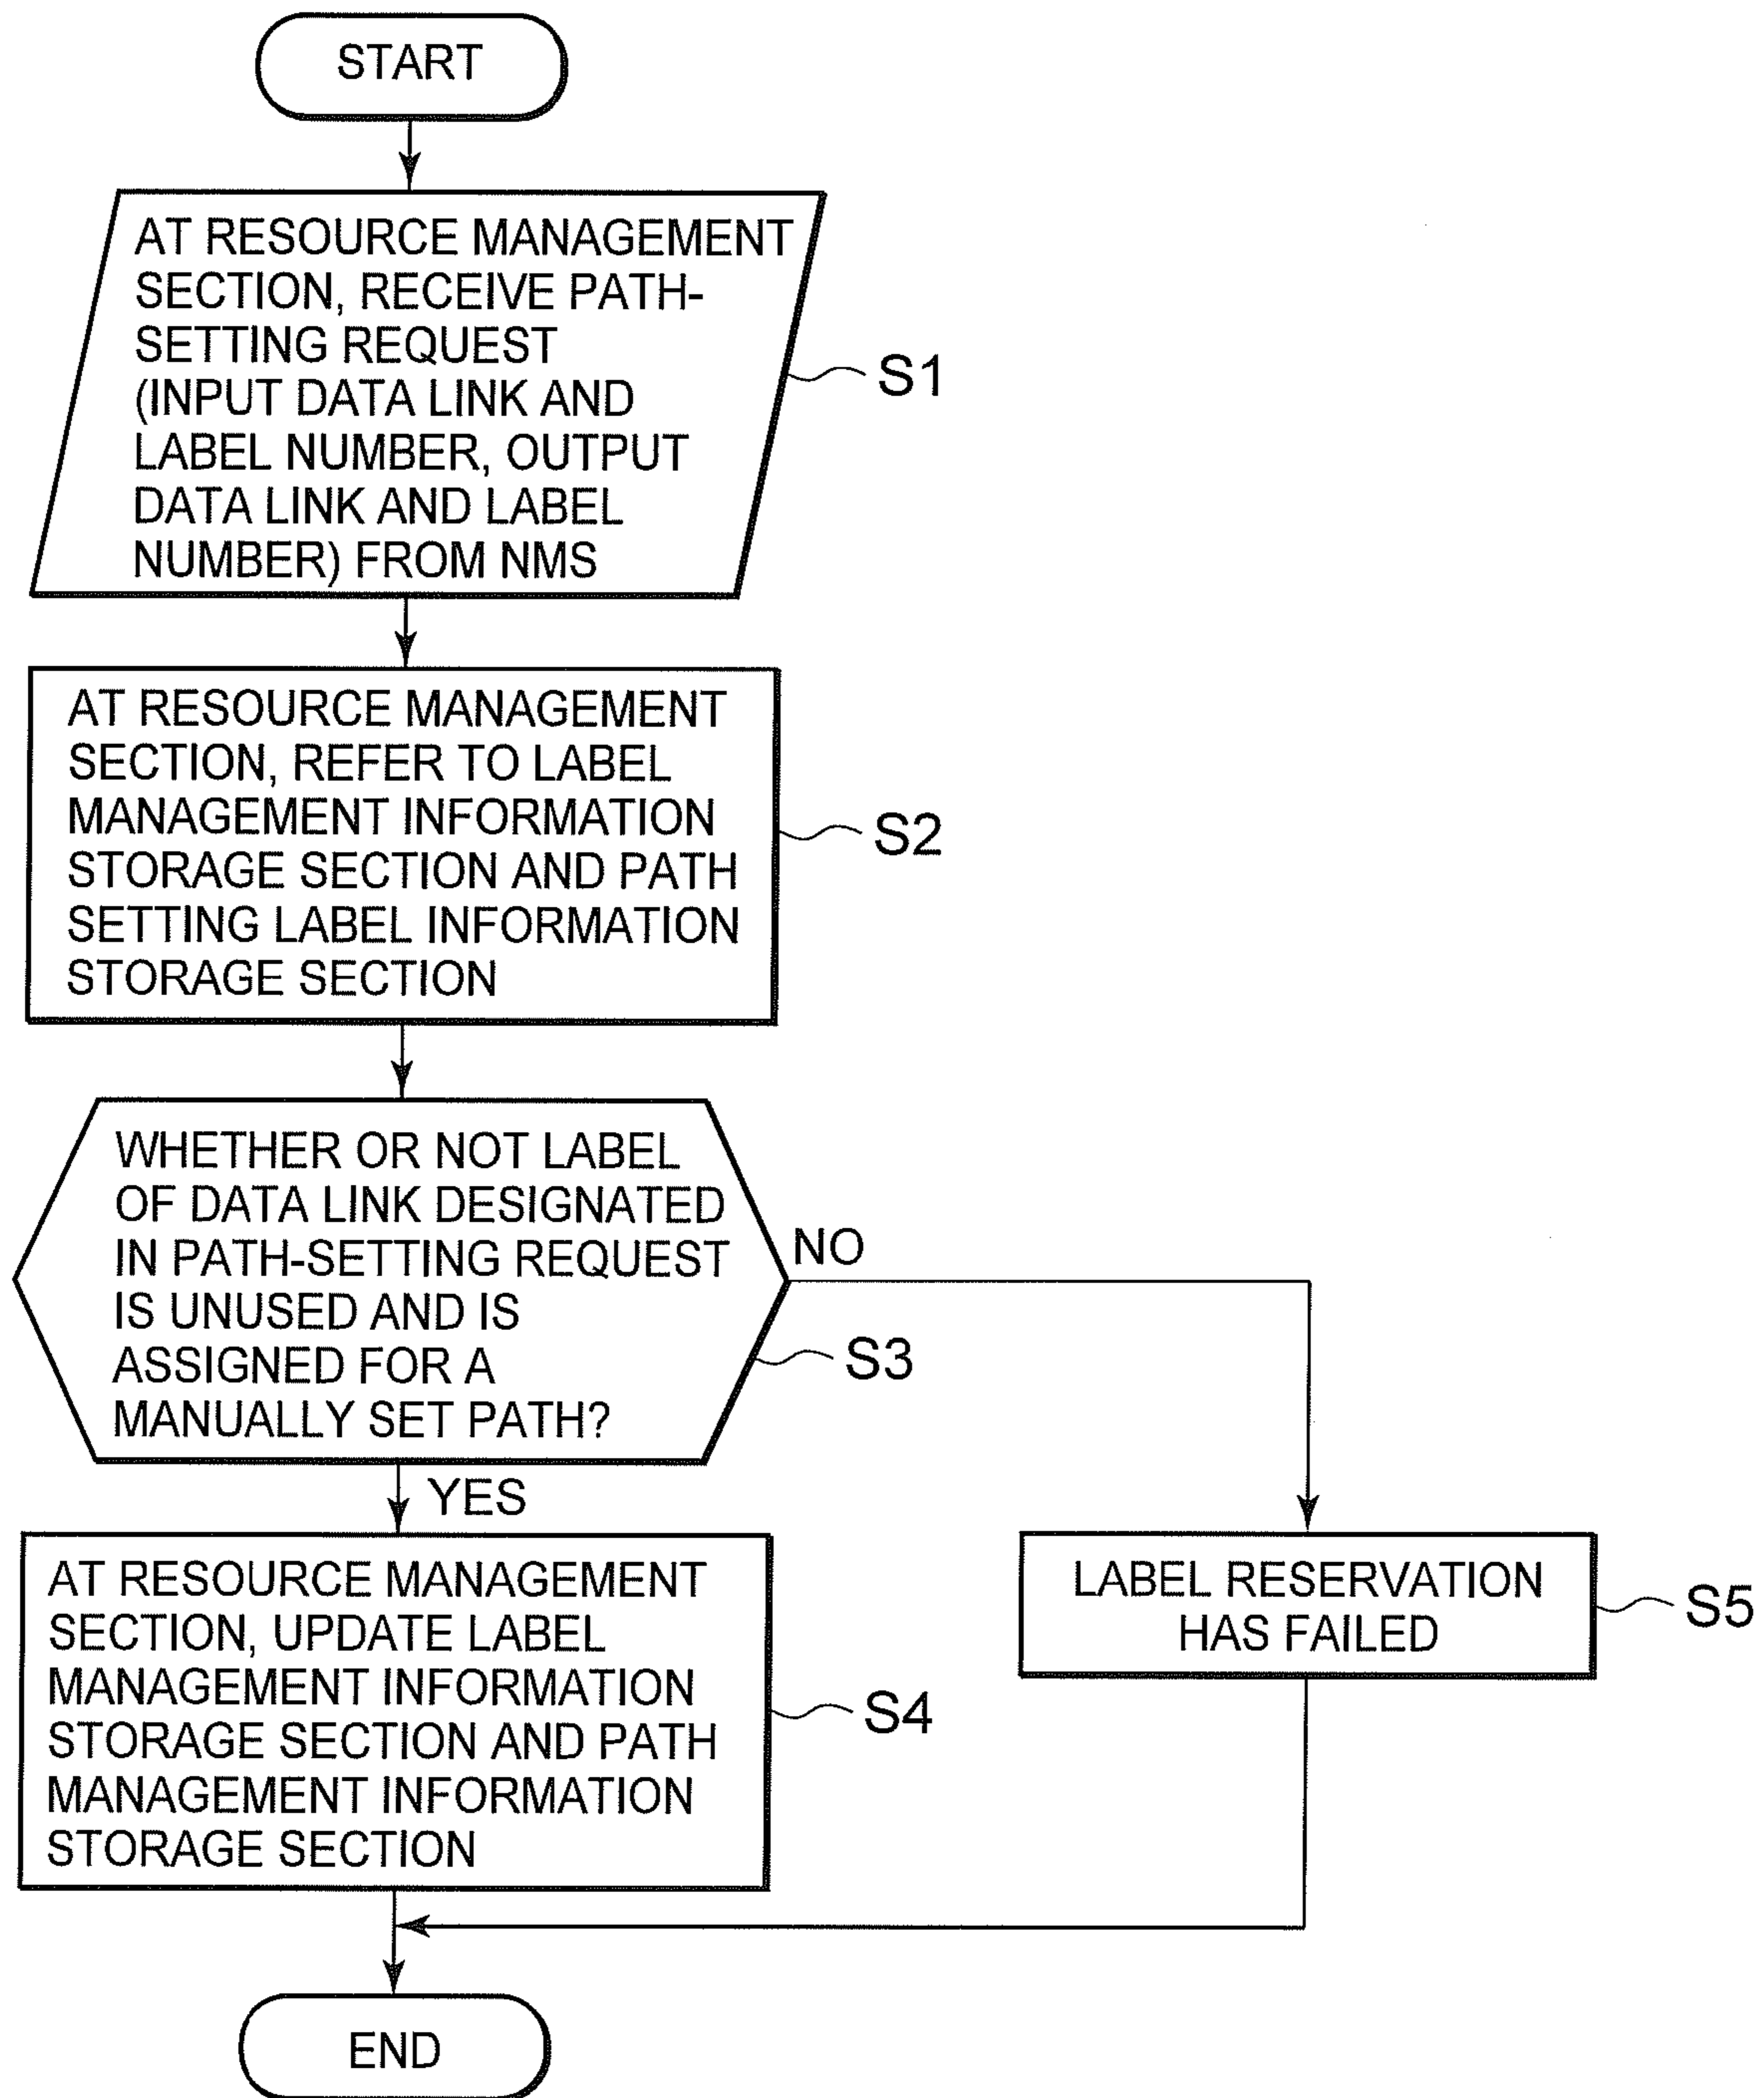 START
AT RESOURCE MANAGEMENT
SECTION, RECEIVE PATH-
SETTING REQUEST
(INPUT DATA LINK AND
LABEL NUMBER, OUTPUT
DATA LINK AND LABEL
NUMBER) FROM NMS
S1
AT RESOURCE MANAGEMENT
SECTION, REFER TO LABEL
MANAGEMENT INFORMATION
STORAGE SECTION AND PATH
SETTING LABEL INFORMATION
STORAGE SECTION
S2
WHETHER OR NOT LABEL
OF DATA LINK DESIGNATED
IN PATH-SETTING REQUEST
IS UNUSED AND IS
ASSIGNED FOR A
MANUALLY SET PATH?
NO
S3
YES
AT RESOURCE MANAGEMENT
SECTION, UPDATE LABEL
MANAGEMENT INFORMATION
STORAGE SECTION AND PATH
MANAGEMENT INFORMATION
STORAGE SECTION
S4
LABEL RESERVATION
HAS FAILED
S5
END